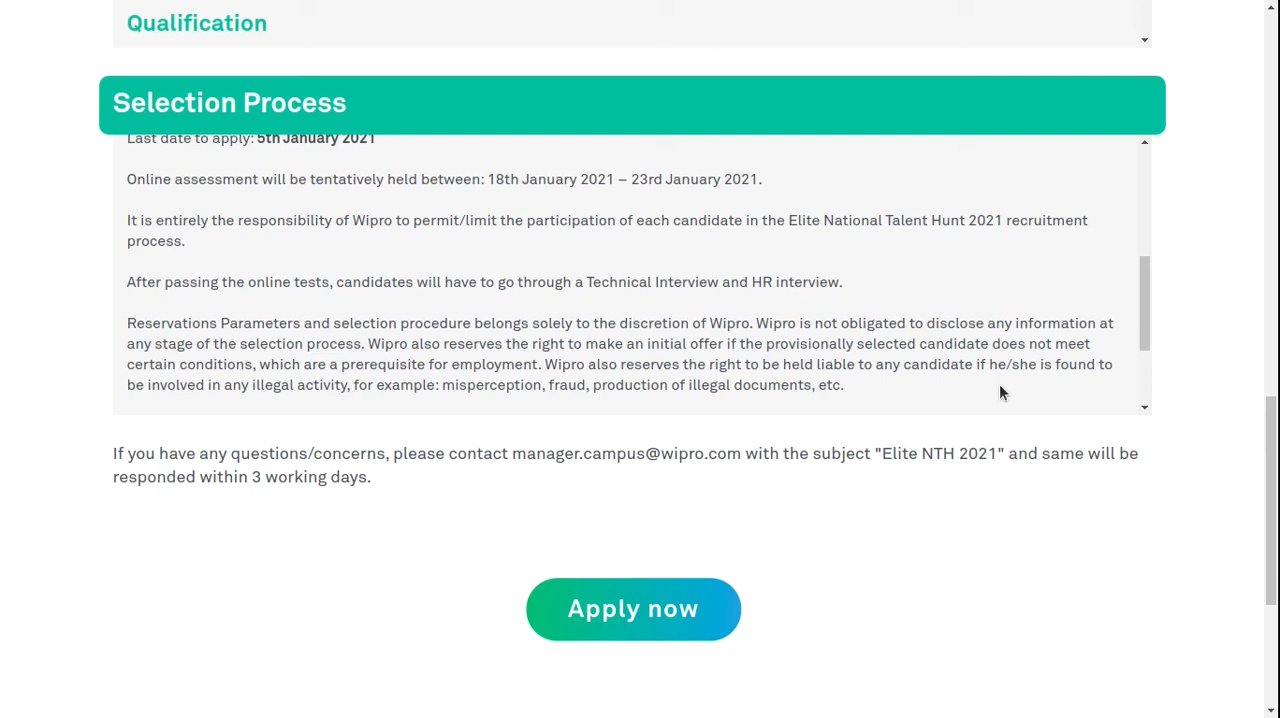 Qualification
Selection Process
Last date to apply: 5th January 2021
Online assessment will be tentatively held between: 18th January 2021 – 23rd January 2021.
It is entirely the responsibility of Wipro to permit/limit the participation of each candidate in the Elite National Talent Hunt 2021 recruitment
process.
After passing the online tests, candidates will have to go through a Technical Interview and HR interview.
Reservations Parameters and selection procedure belongs solely to the discretion of Wipro. Wipro is not obligated to disclose any information at
any stage of the selection process. Wipro also reserves the right to make an initial offer if the provisionally selected candidate does not meet
certain conditions, which are a prerequisite for employment. Wipro also reserves the right to be held liable to any candidate if he/she is found to
be involved in any illegal activity, for example: misperception, fraud, production of illegal documents, etc.
If you have any questions/concerns, please contact manager.campus@wipro.com with the subject "Elite NTH 2021" and same will be
responded within 3 working days.
Apply now